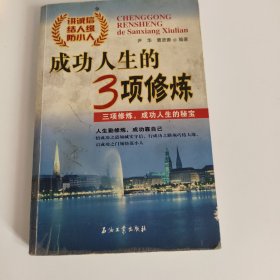 讲诚信
结人缘
防小人
CHENGGONG
RENSHENG
de Sanxiang Xiulian
成功人生的
3项修炼
三项修炼，成功人生的秘宝
人生勤修炼，成功靠自己
石油工业出版社